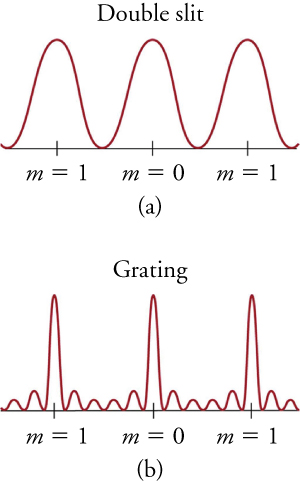 Double slit
m = 1 m = 0 m = 1
(a)
Grating
m = 1 m = 0 m = 1
(b)